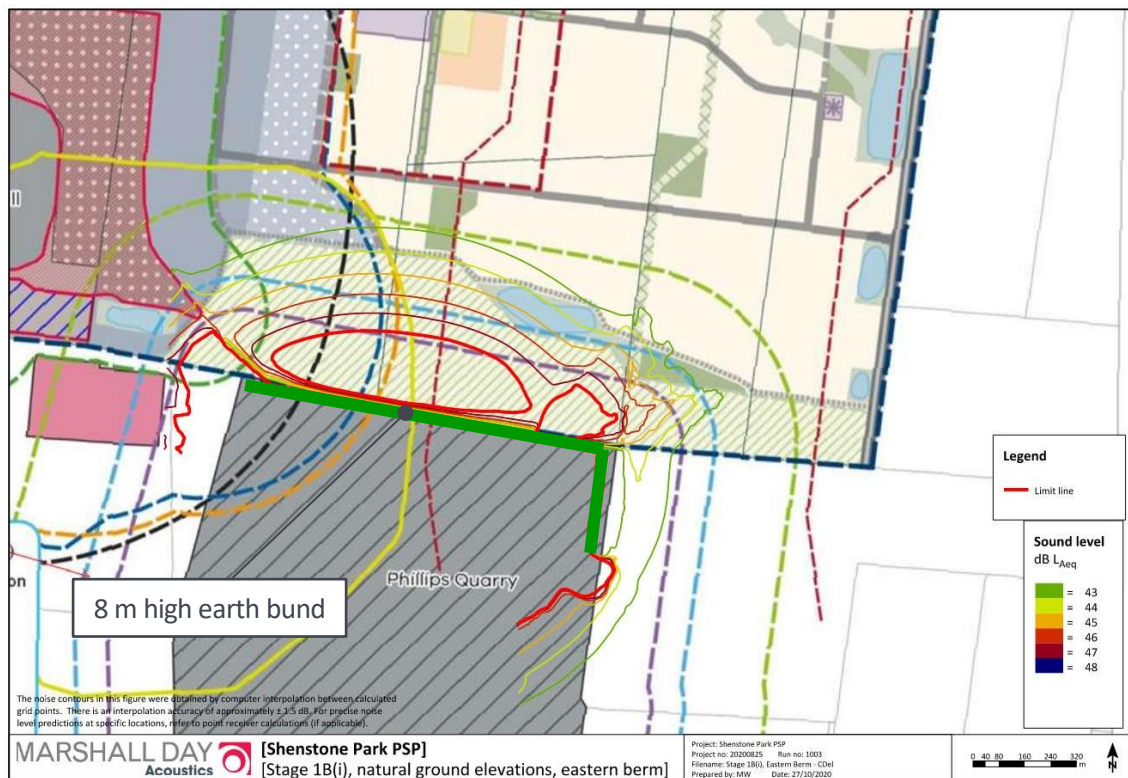 ll
on
Phillips Quarry
8 m high earth bund
Legend
Limit line
Sound level
dB LAeq
= 43
= 44
= 45
= 46
= 47
= 48
The noise contours in this figure were obtained by computer interpolation between calculated
grid points. There is an interpolation accuracy of approximately ± 1.5 dB. For precise noise
level predictions at specific locations, refer to point receiver calculations (if applicable).
MARSHALL DAY
Acoustics
[Shenstone Park PSP]
[Stage 1B(i), natural ground elevations, eastern berm]
Project: Shenstone Park PSP
Project no: 20200825 Run no: 1003
Filename: Stage 1B(i), Eastern Berm - CDel
Prepared by: MW Date: 27/10/2020
0 40 80 160 240 320
m
N